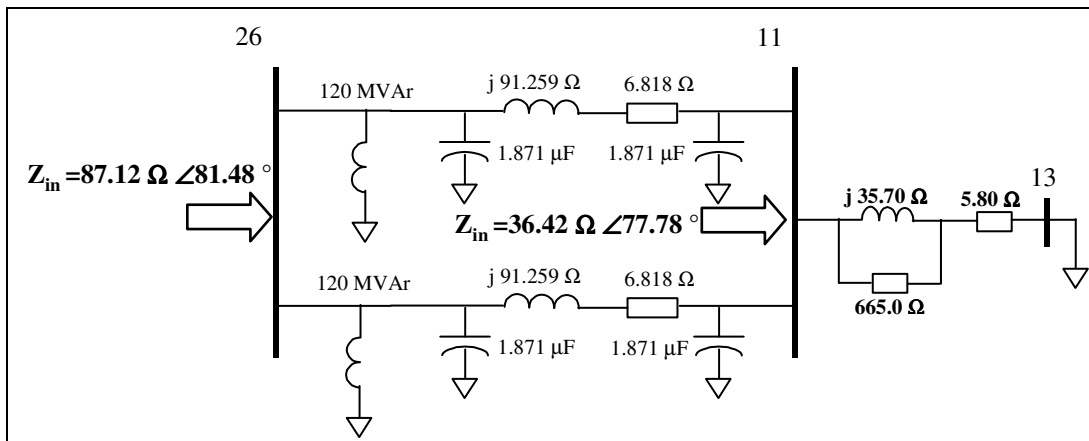 26
11
120 MVAr
j 91.259 Ω
6.818 Ω
1.871 µF
1.871 µF
Zin =87.12 Ω ∠81.48 °
Zin =36.42 Ω ∠77.78 °
j 35.70 Ω
5.80 Ω
13
665.0 Ω
120 MVAr
j 91.259 Ω
6.818 Ω
1.871 µF
1.871 µF